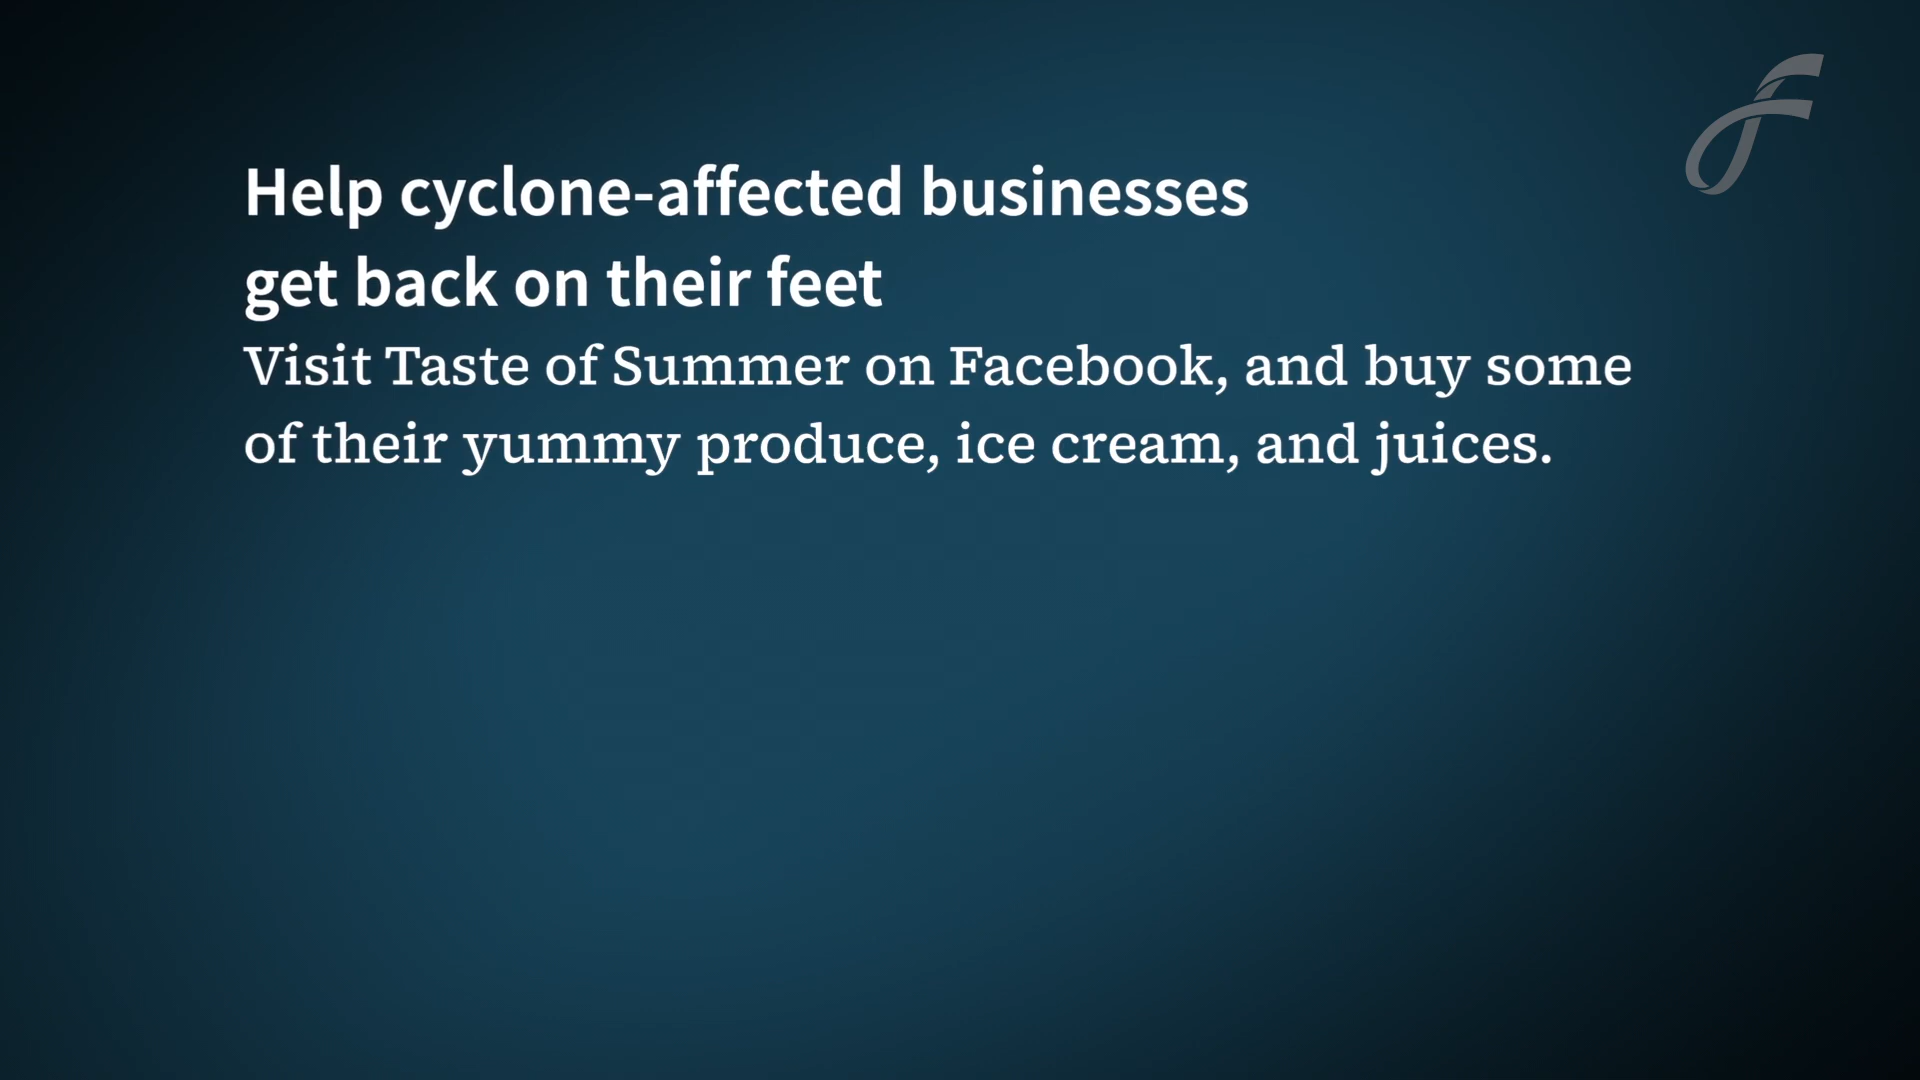 Help cyclone-affected businesses
get back on their feet
Visit Taste of Summer on Facebook, and buy some
of their yummy produce, ice cream, and juices.